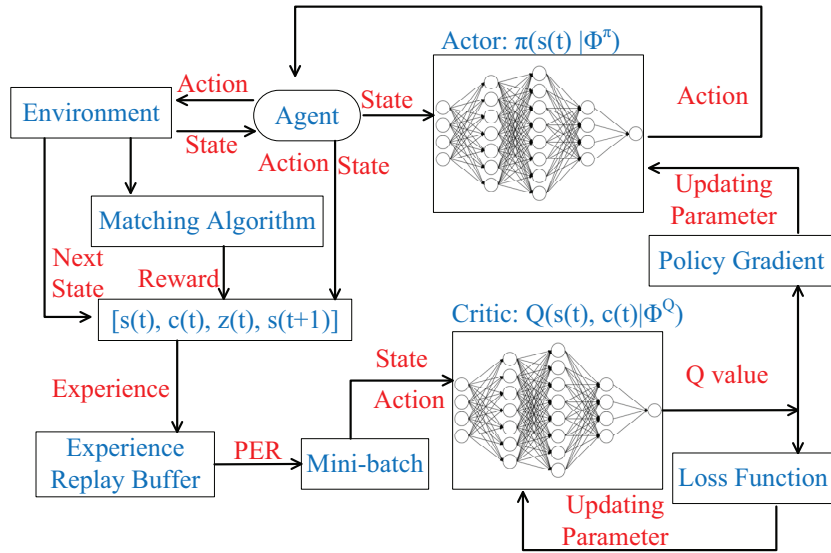 Actor: π(s(t) |Φ^π)
Action
State
Action
Environment
Agent
State
Action
State
Updating
Parameter
Matching Algorithm
Next
State
Reward
Policy Gradient
[s(t), c(t), z(t), s(t+1)]
Critic: Q(s(t), c(t)|Φ^Q)
State
Experience
Action
Q value
Experience
Replay Buffer
PER
Mini-batch
Loss Function
Updating
Parameter